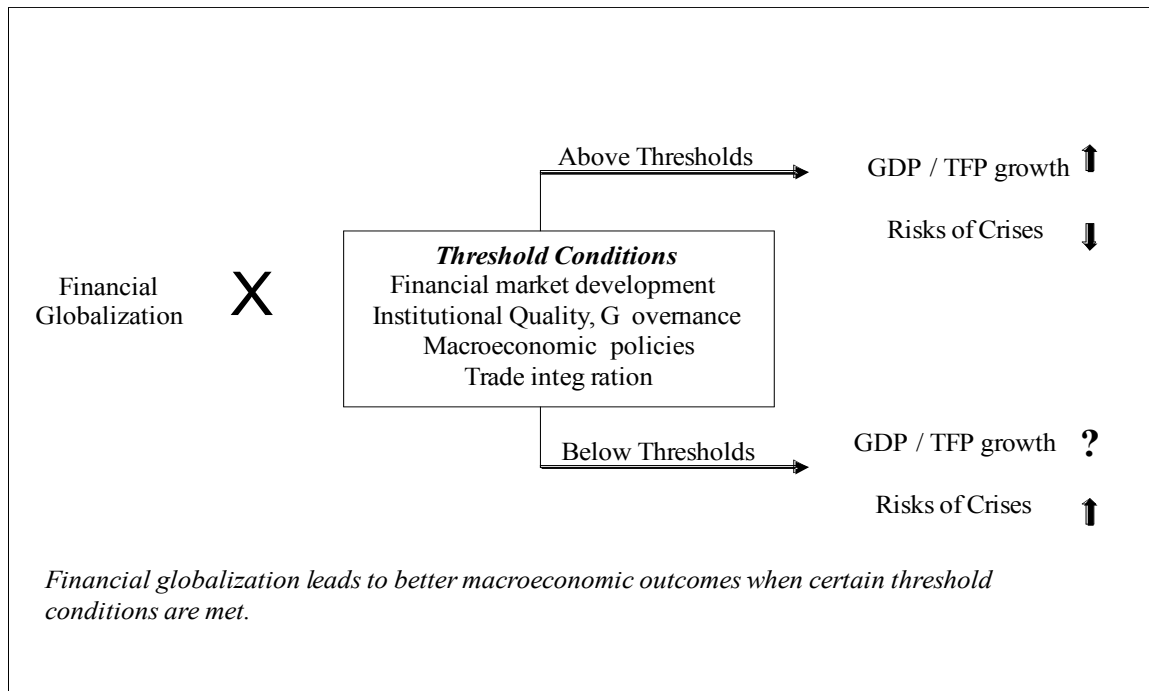 Above Thresholds
GDP / TFP growth
Risks of Crises
Financial
Globalization
X
Threshold Conditions
Financial market development
Institutional Quality, G overnance
Macroeconomic policies
Trade integ ration
Below Thresholds
GDP / TFP growth ?
Risks of Crises
Financial globalization leads to better macroeconomic outcomes when certain threshold
conditions are met.